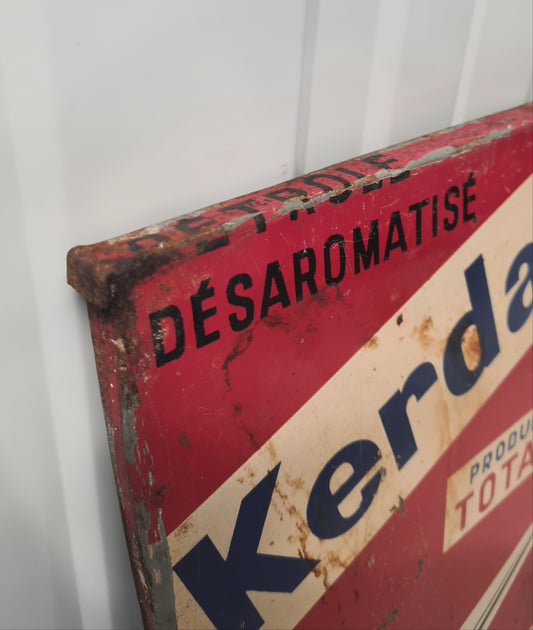 PÉTROLE
DÉSAROMATISÉ
Kerda
PRODU
TOTA